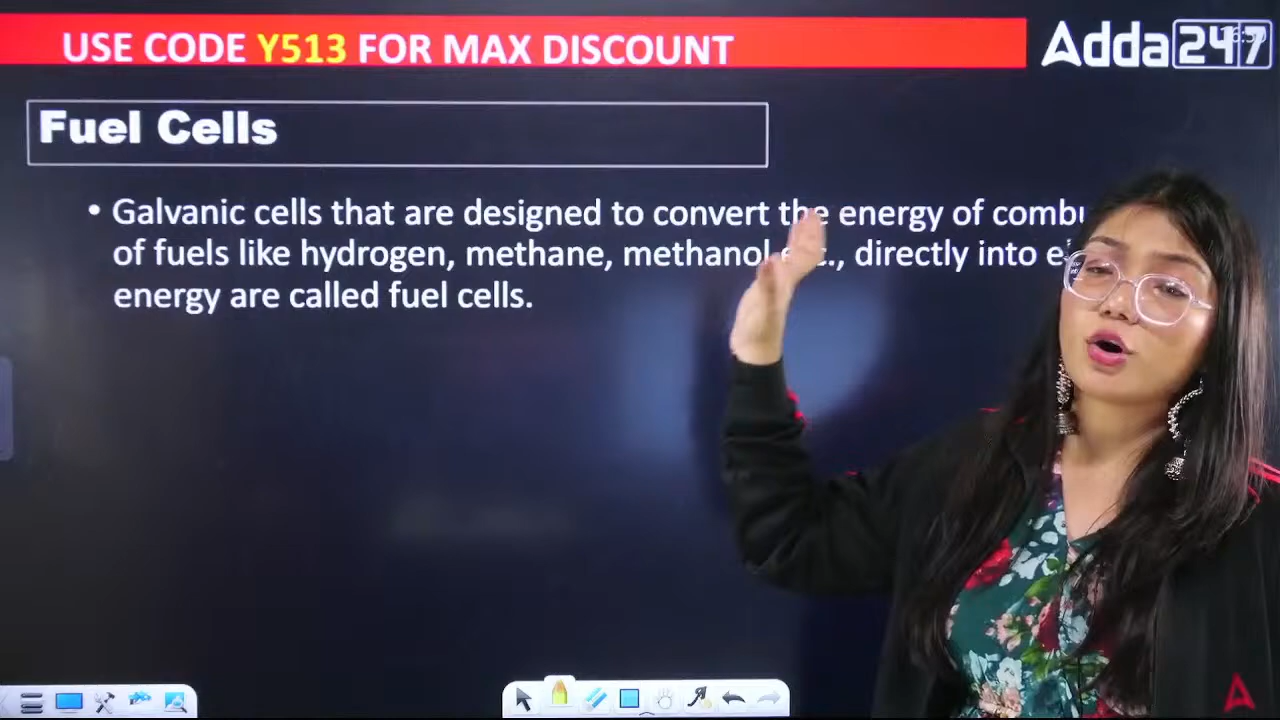 USE CODE Y513 FOR MAX DISCOUNT
Adda247
Fuel Cells
• Galvanic cells that are designed to convert the energy of
of fuels like hydrogen, methane, methanol directly into
energy are called fuel cells.